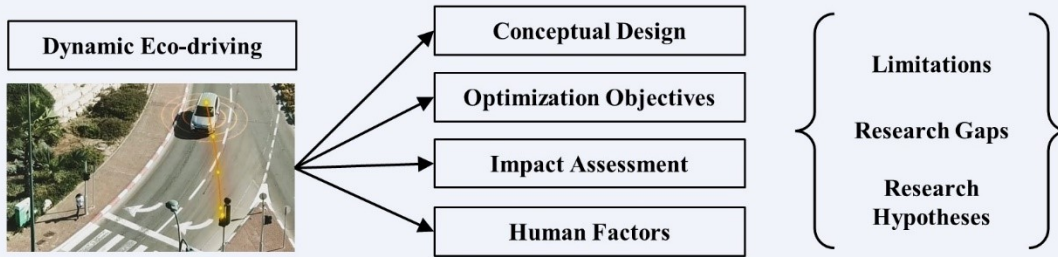 Dynamic Eco-driving
Conceptual Design
Optimization Objectives
Impact Assessment
Human Factors
Limitations
Research Gaps
Research
Hypotheses